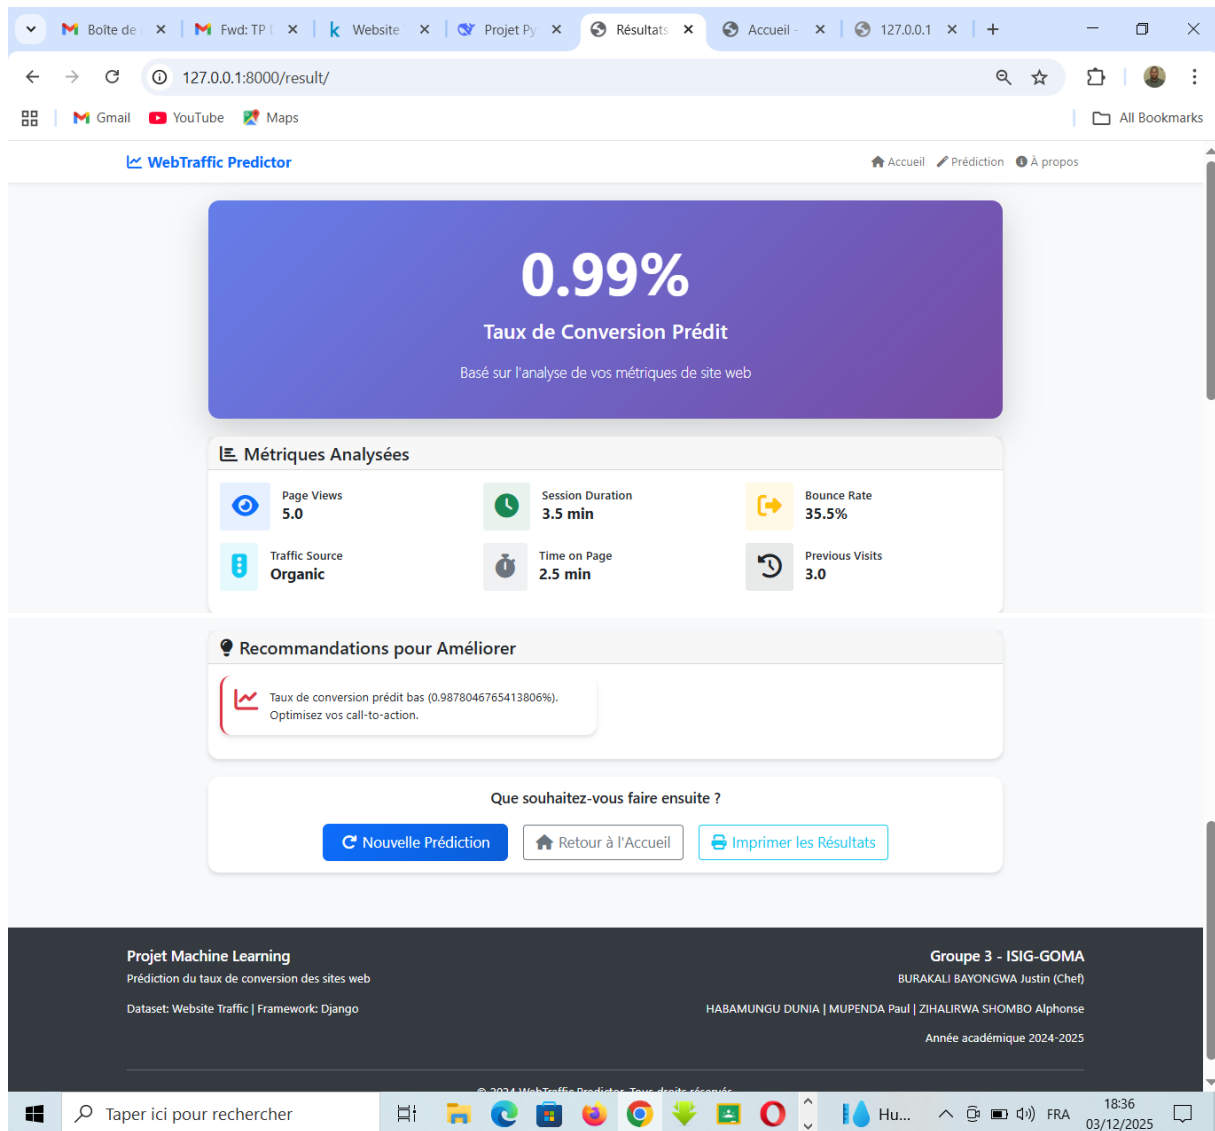 Boîte de
Fwd: TP
Website
Projet Py
Résultats
Accueil -
127.0.0.1
127.0.0.1:8000/result/
Gmail
YouTube
Maps
All Bookmarks
WebTraffic Predictor
Accueil
Prédiction
À propos
0.99%
Taux de Conversion Prédit
Basé sur l'analyse de vos métriques de site web
Métriques Analysées
Page Views
5.0
Session Duration
3.5 min
Bounce Rate
35.5%
Traffic Source
Organic
Time on Page
2.5 min
Previous Visits
3.0
Recommandations pour Améliorer
Taux de conversion prédit bas (0.9878046765413806%).
Optimisez vos call-to-action.
Que souhaitez-vous faire ensuite ?
Nouvelle Prédiction
Retour à l'Accueil
Imprimer les Résultats
Projet Machine Learning
Prédiction du taux de conversion des sites web
Dataset: Website Traffic | Framework: Django
Groupe 3 - ISIG-GOMA
BURAKALI BAYONGWA Justin (Chef)
HABAMUNGU DUNIA | MUPENDA Paul | ZIHALIRWA SHOMBO Alphonse
Année académique 2024-2025
© 2024 WebTraffic Predictor. Tous droits réservés.
Taper ici pour rechercher
Hu...
FRA
18:36
03/12/2025